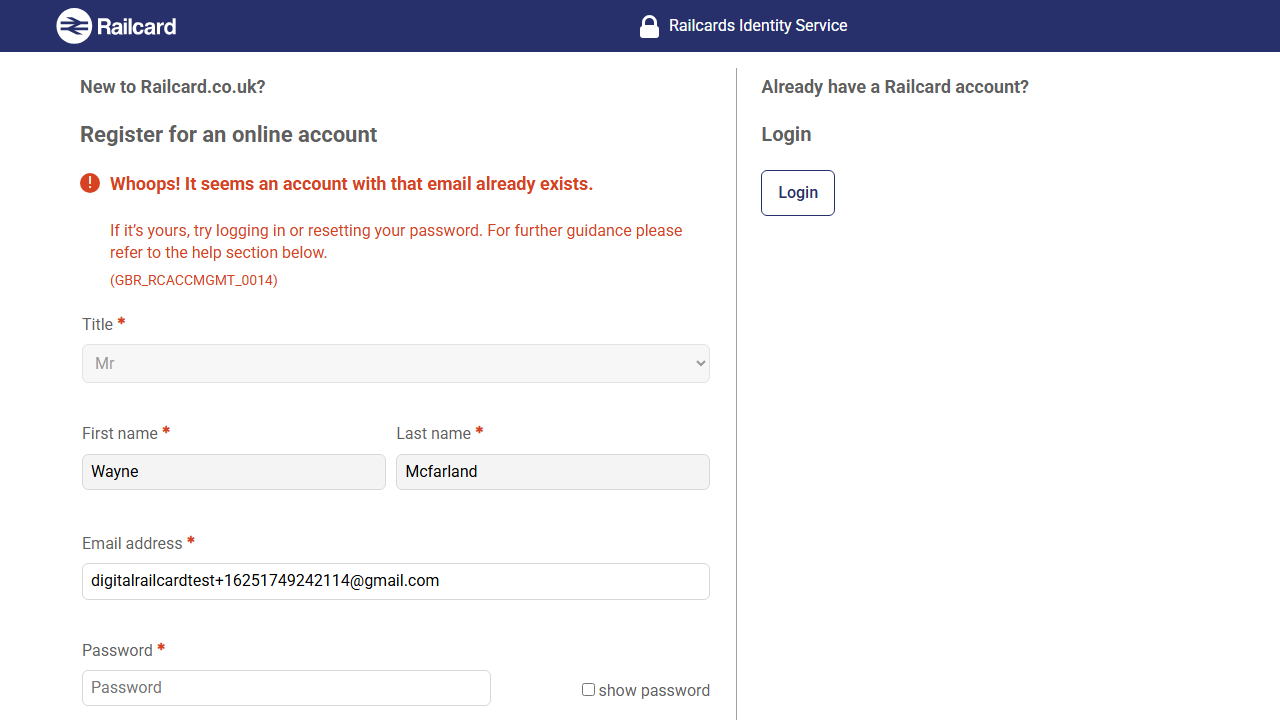 Railcard
Railcards Identity Service
New to Railcard.co.uk?
Register for an online account
! Whoops! It seems an account with that email already exists.
If it's yours, try logging in or resetting your password. For further guidance please
refer to the help section below.
(GBR_RCACCMGMT_0014)
Title *
Mr
First name * Last name *
Wayne Mcfarland
Email address *
digitalrailcardtest+16251749242114@gmail.com
Password *
Password show password
Already have a Railcard account?
Login
Login